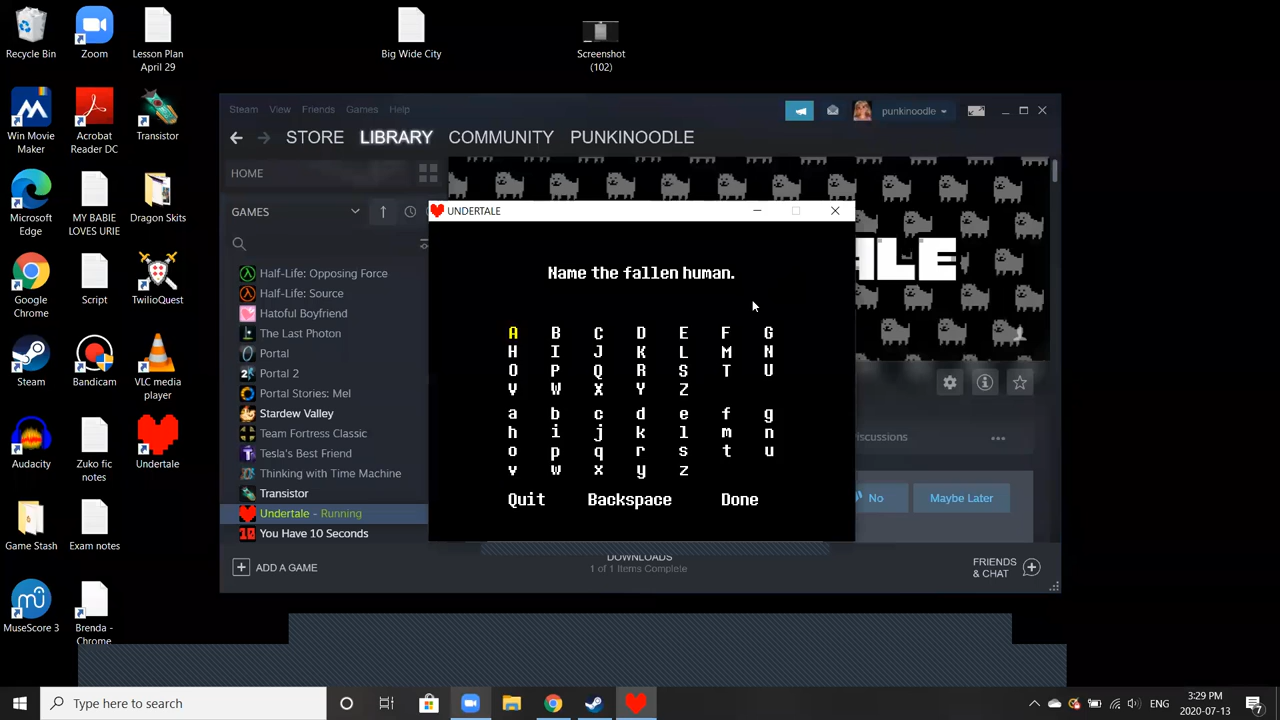 Recycle Bin
Zoom
Lesson Plan
April 29
Big Wide City
Screenshot
(102)
Win Movie
Maker
Acrobat
Reader DC
Transistor
Microsoft
Edge
MY BABIE
LOVES URIE
Dragon Skits
Google
Chrome
Script
TwilioQuest
Steam
Bandicam
VLC media
player
Audacity
Zuko fic
notes
Undertale
Game Stash
Exam notes
MuseScore 3
Brenda -
Chrome
Steam View Friends Games Help
punkinoodle
STORE LIBRARY COMMUNITY PUNKINOODLE
HOME
GAMES
Half-Life: Opposing Force
Half-Life: Source
Hatoful Boyfriend
The Last Photon
Portal
Portal 2
Portal Stories: Mel
Stardew Valley
Team Fortress Classic
Tesla's Best Friend
Thinking with Time Machine
Transistor
Undertale - Running
10 You Have 10 Seconds
ALE
iscussions
No Maybe Later
ADD A GAME
DOWNLOADS
1 of 1 Items Complete
FRIENDS
& CHAT
UNDERTALE
Name the fallen human.
A B C D E F G
H I J K L M N
O P Q R S T U
V W X Y Z
a b c d e f g
h i j k l m n
o p q r s t u
v w x y z
Quit Backspace Done
Type here to search
ENG
3:29 PM
2020-07-13
7